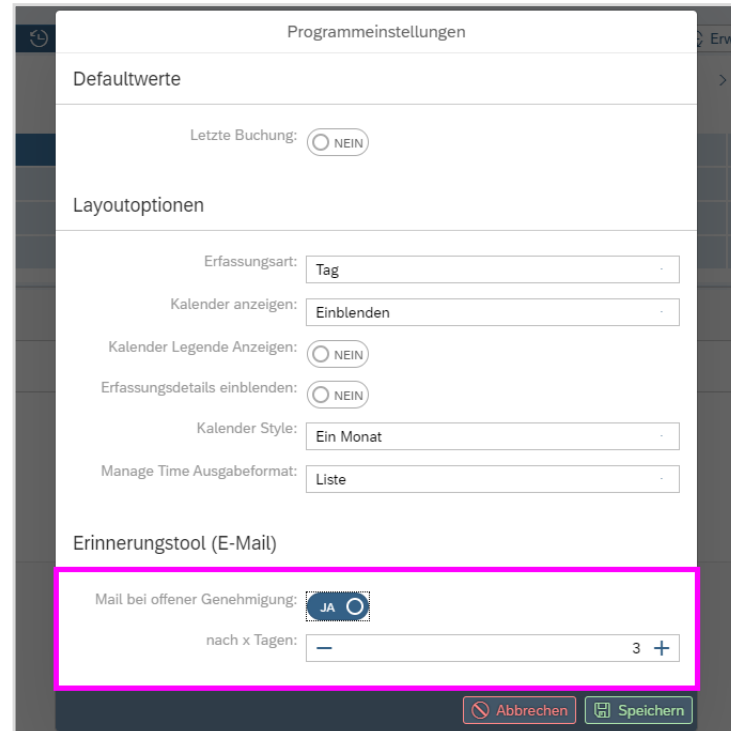 Programmeinstellungen
Erw
Defaultwerte
Letzte Buchung: NEIN
Layoutoptionen
Erfassungsart: Tag
Kalender anzeigen: Einblenden
Kalender Legende Anzeigen: NEIN
Erfassungsdetails einblenden: NEIN
Kalender Style: Ein Monat
Manage Time Ausgabeformat: Liste
Erinnerungstool (E-Mail)
Mail bei offener Genehmigung: JA
nach x Tagen: — 3 +
Abbrechen Speichern